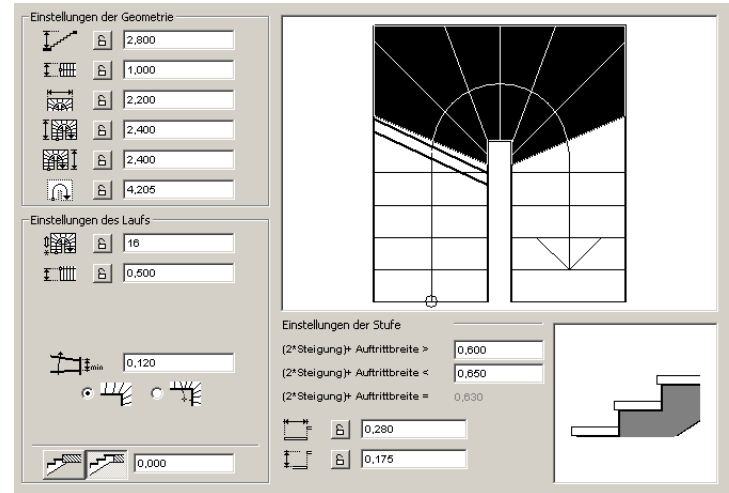 Einstellungen der Geometrie
2,800
1,000
2,200
2,400
2,400
4,205
Einstellungen des Laufs
16
0,500
min
0,120
0,000
Einstellungen der Stufe
(2*Steigung)+ Auftrittbreite >
0,600
(2*Steigung)+ Auftrittbreite <
0,650
(2*Steigung)+ Auftrittbreite =
0,630
0,280
0,175